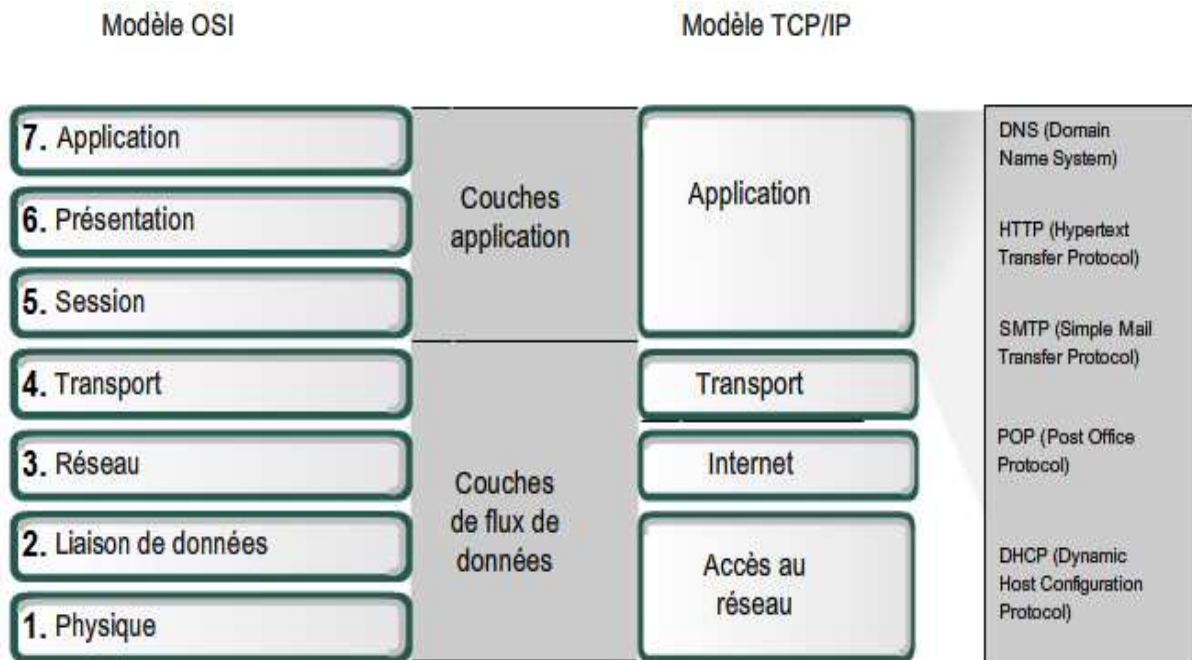 Modèle OSI
Modèle TCP/IP
7. Application
6. Présentation
5. Session
4. Transport
3. Réseau
2. Liaison de données
1. Physique
Couches
application
Couches
de flux de
données
Application
Transport
Internet
Accès au
réseau
DNS (Domain
Name System)
HTTP (Hypertext
Transfer Protocol)
SMTP (Simple Mail
Transfer Protocol)
POP (Post Office
Protocol)
DHCP (Dynamic
Host Configuration
Protocol)